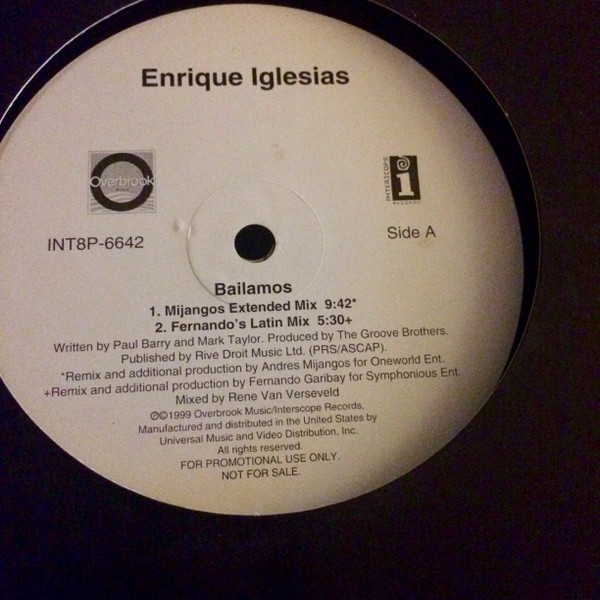 Enrique Iglesias
Overbrook
MUSIC
INTERSCOPE
RECORDS
INT8P-6642
Side A
Bailamos
1. Mijangos Extended Mix 9:42*
2. Fernando's Latin Mix 5:30+
Written by Paul Barry and Mark Taylor. Produced by The Groove Brothers.
Published by Rive Droit Music Ltd. (PRS/ASCAP).
*Remix and additional production by Andres Mijangos for Oneworld Ent.
+Remix and additional production by Fernando Garibay for Symphonious Ent.
Mixed by Rene Van Verseveld
℗©1999 Overbrook Music/Interscope Records,
Manufactured and distributed in the United States by
Universal Music and Video Distribution, Inc.
All rights reserved.
FOR PROMOTIONAL USE ONLY.
NOT FOR SALE.